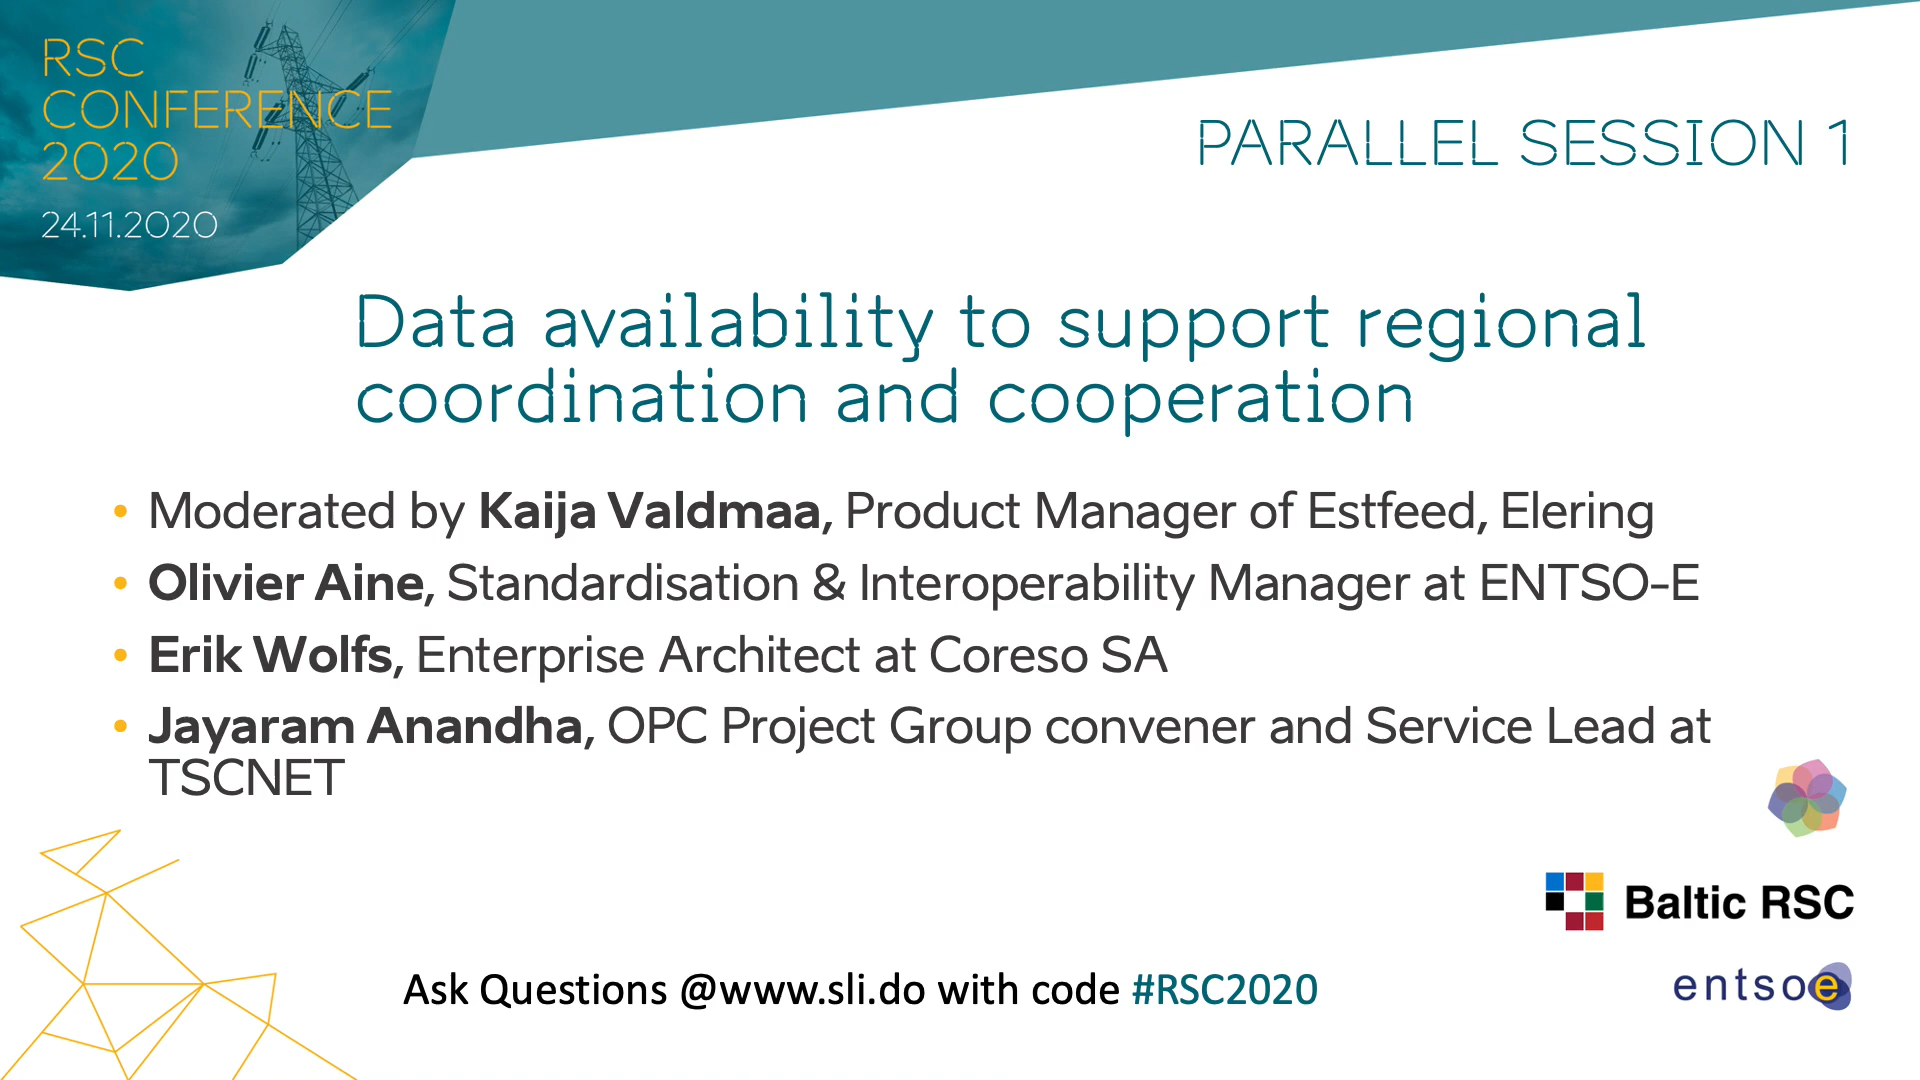 RSC
CONFERENCE
2020
24.11.2020
PARALLEL SESSION 1
Data availability to support regional
coordination and cooperation
• Moderated by Kaija Valdmaa, Product Manager of Estfeed, Elering
• Olivier Aine, Standardisation & Interoperability Manager at ENTSO-E
• Erik Wolfs, Enterprise Architect at Coreso SA
• Jayaram Anandha, OPC Project Group convener and Service Lead at
TSCNET
Baltic RSC
Ask Questions @www.sli.do with code #RSC2020
entsoe